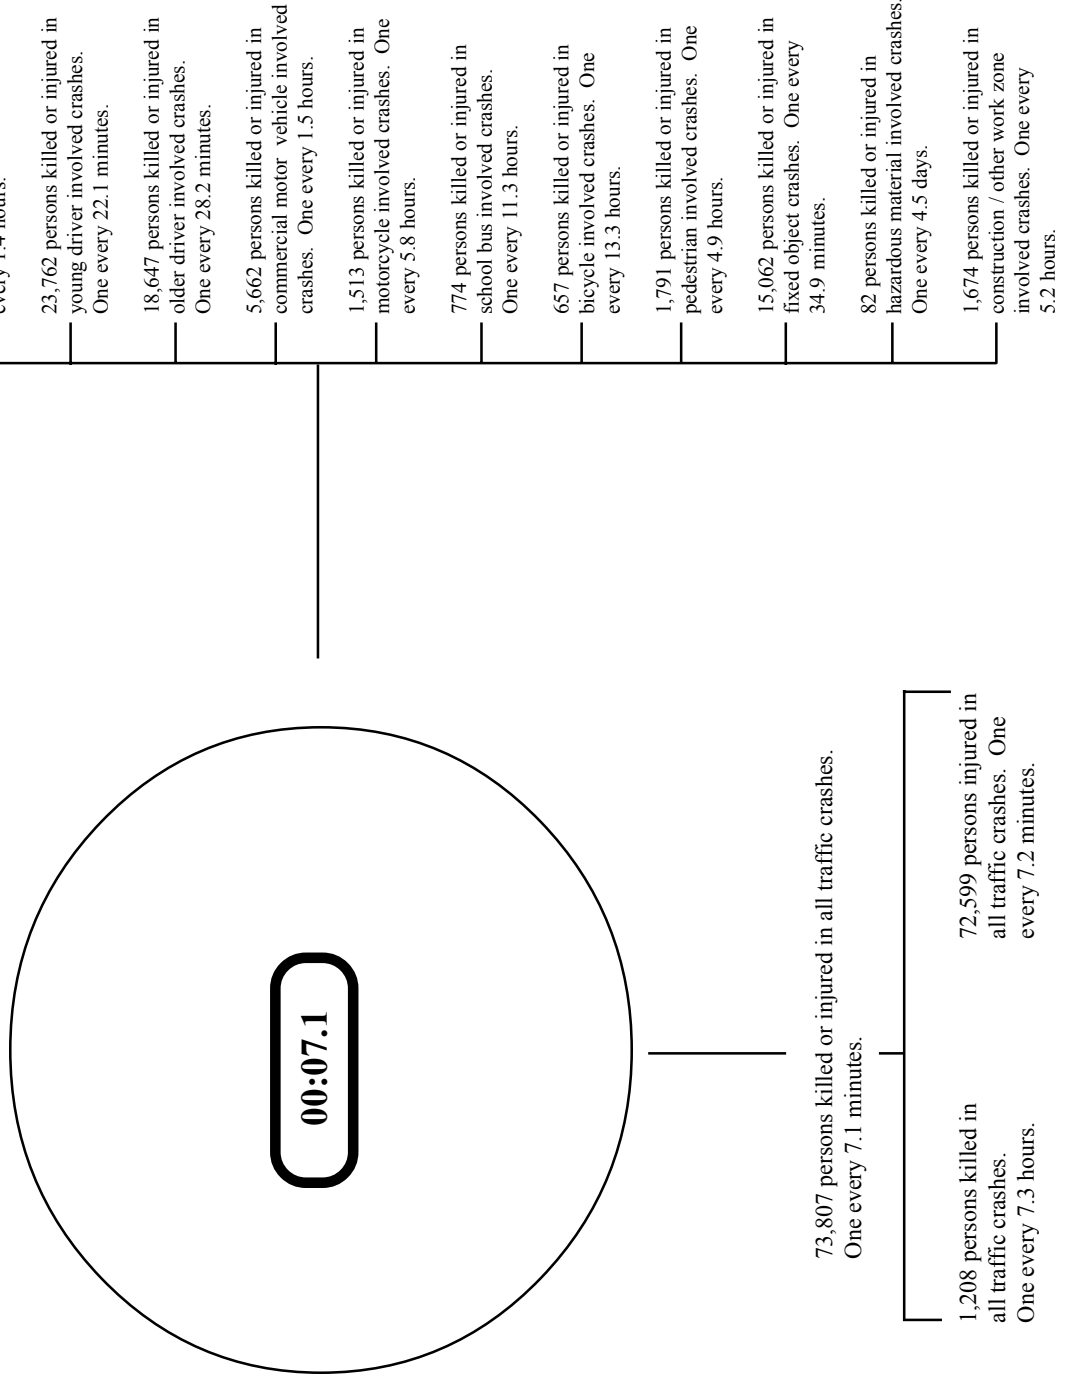 every 1.4 hours.
23,762 persons killed or injured in
young driver involved crashes.
One every 22.1 minutes.
18,647 persons killed or injured in
older driver involved crashes.
One every 28.2 minutes.
5,662 persons killed or injured in
commercial motor vehicle involved
crashes. One every 1.5 hours.
1,513 persons killed or injured in
motorcycle involved crashes. One
every 5.8 hours.
774 persons killed or injured in
school bus involved crashes.
One every 11.3 hours.
657 persons killed or injured in
bicycle involved crashes. One
every 13.3 hours.
1,791 persons killed or injured in
pedestrian involved crashes. One
every 4.9 hours.
15,062 persons killed or injured in
fixed object crashes. One every
34.9 minutes.
82 persons killed or injured in
hazardous material involved crashes.
One every 4.5 days.
1,674 persons killed or injured in
construction / other work zone
involved crashes. One every
5.2 hours.
00:07.1
73,807 persons killed or injured in all traffic crashes.
One every 7.1 minutes.
1,208 persons killed in
all traffic crashes.
One every 7.3 hours.
72,599 persons injured in
all traffic crashes. One
every 7.2 minutes.